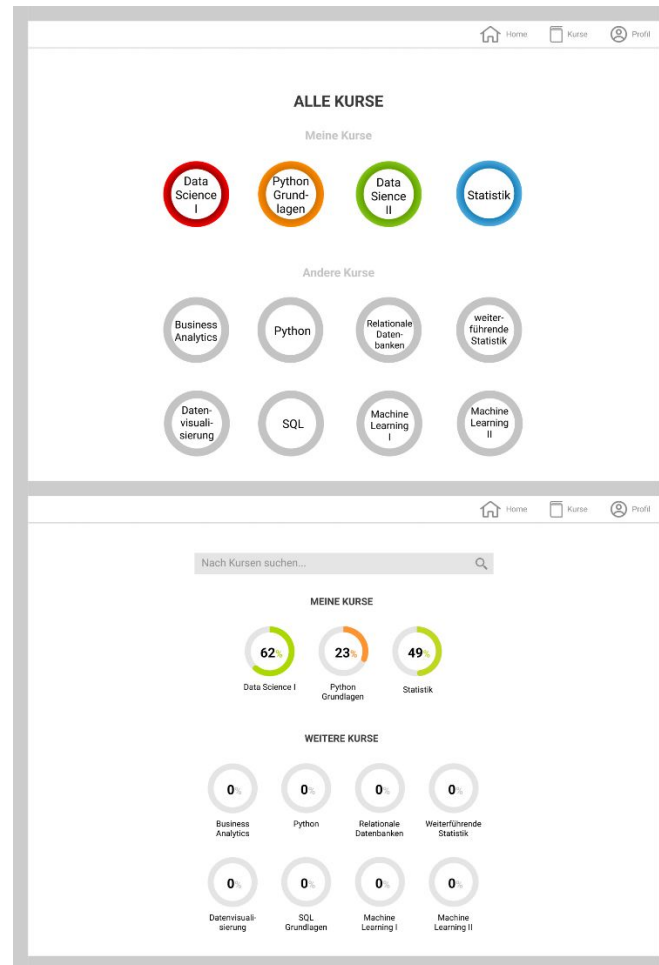 Home Kurse Profil
ALLE KURSE
Meine Kurse
Data
Science
I
Python
Grund-
lagen
Data
Sience
II
Statistik
Andere Kurse
Business
Analytics
Python
Relationale
Daten-
banken
weiter-
führende
Statistik
Daten-
visuali-
sierung
SQL
Machine
Learning
I
Machine
Learning
II
Home Kurse Profil
Nach Kursen suchen...
MEINE KURSE
62%
23%
49%
Data Science I
Python
Grundlagen
Statistik
WEITERE KURSE
0%
0%
0%
0%
Business
Analytics
Python
Relationale
Datenbanken
Weiterführende
Statistik
0%
0%
0%
0%
Datenvisuali-
sierung
SQL
Grundlagen
Machine
Learning I
Machine
Learning II